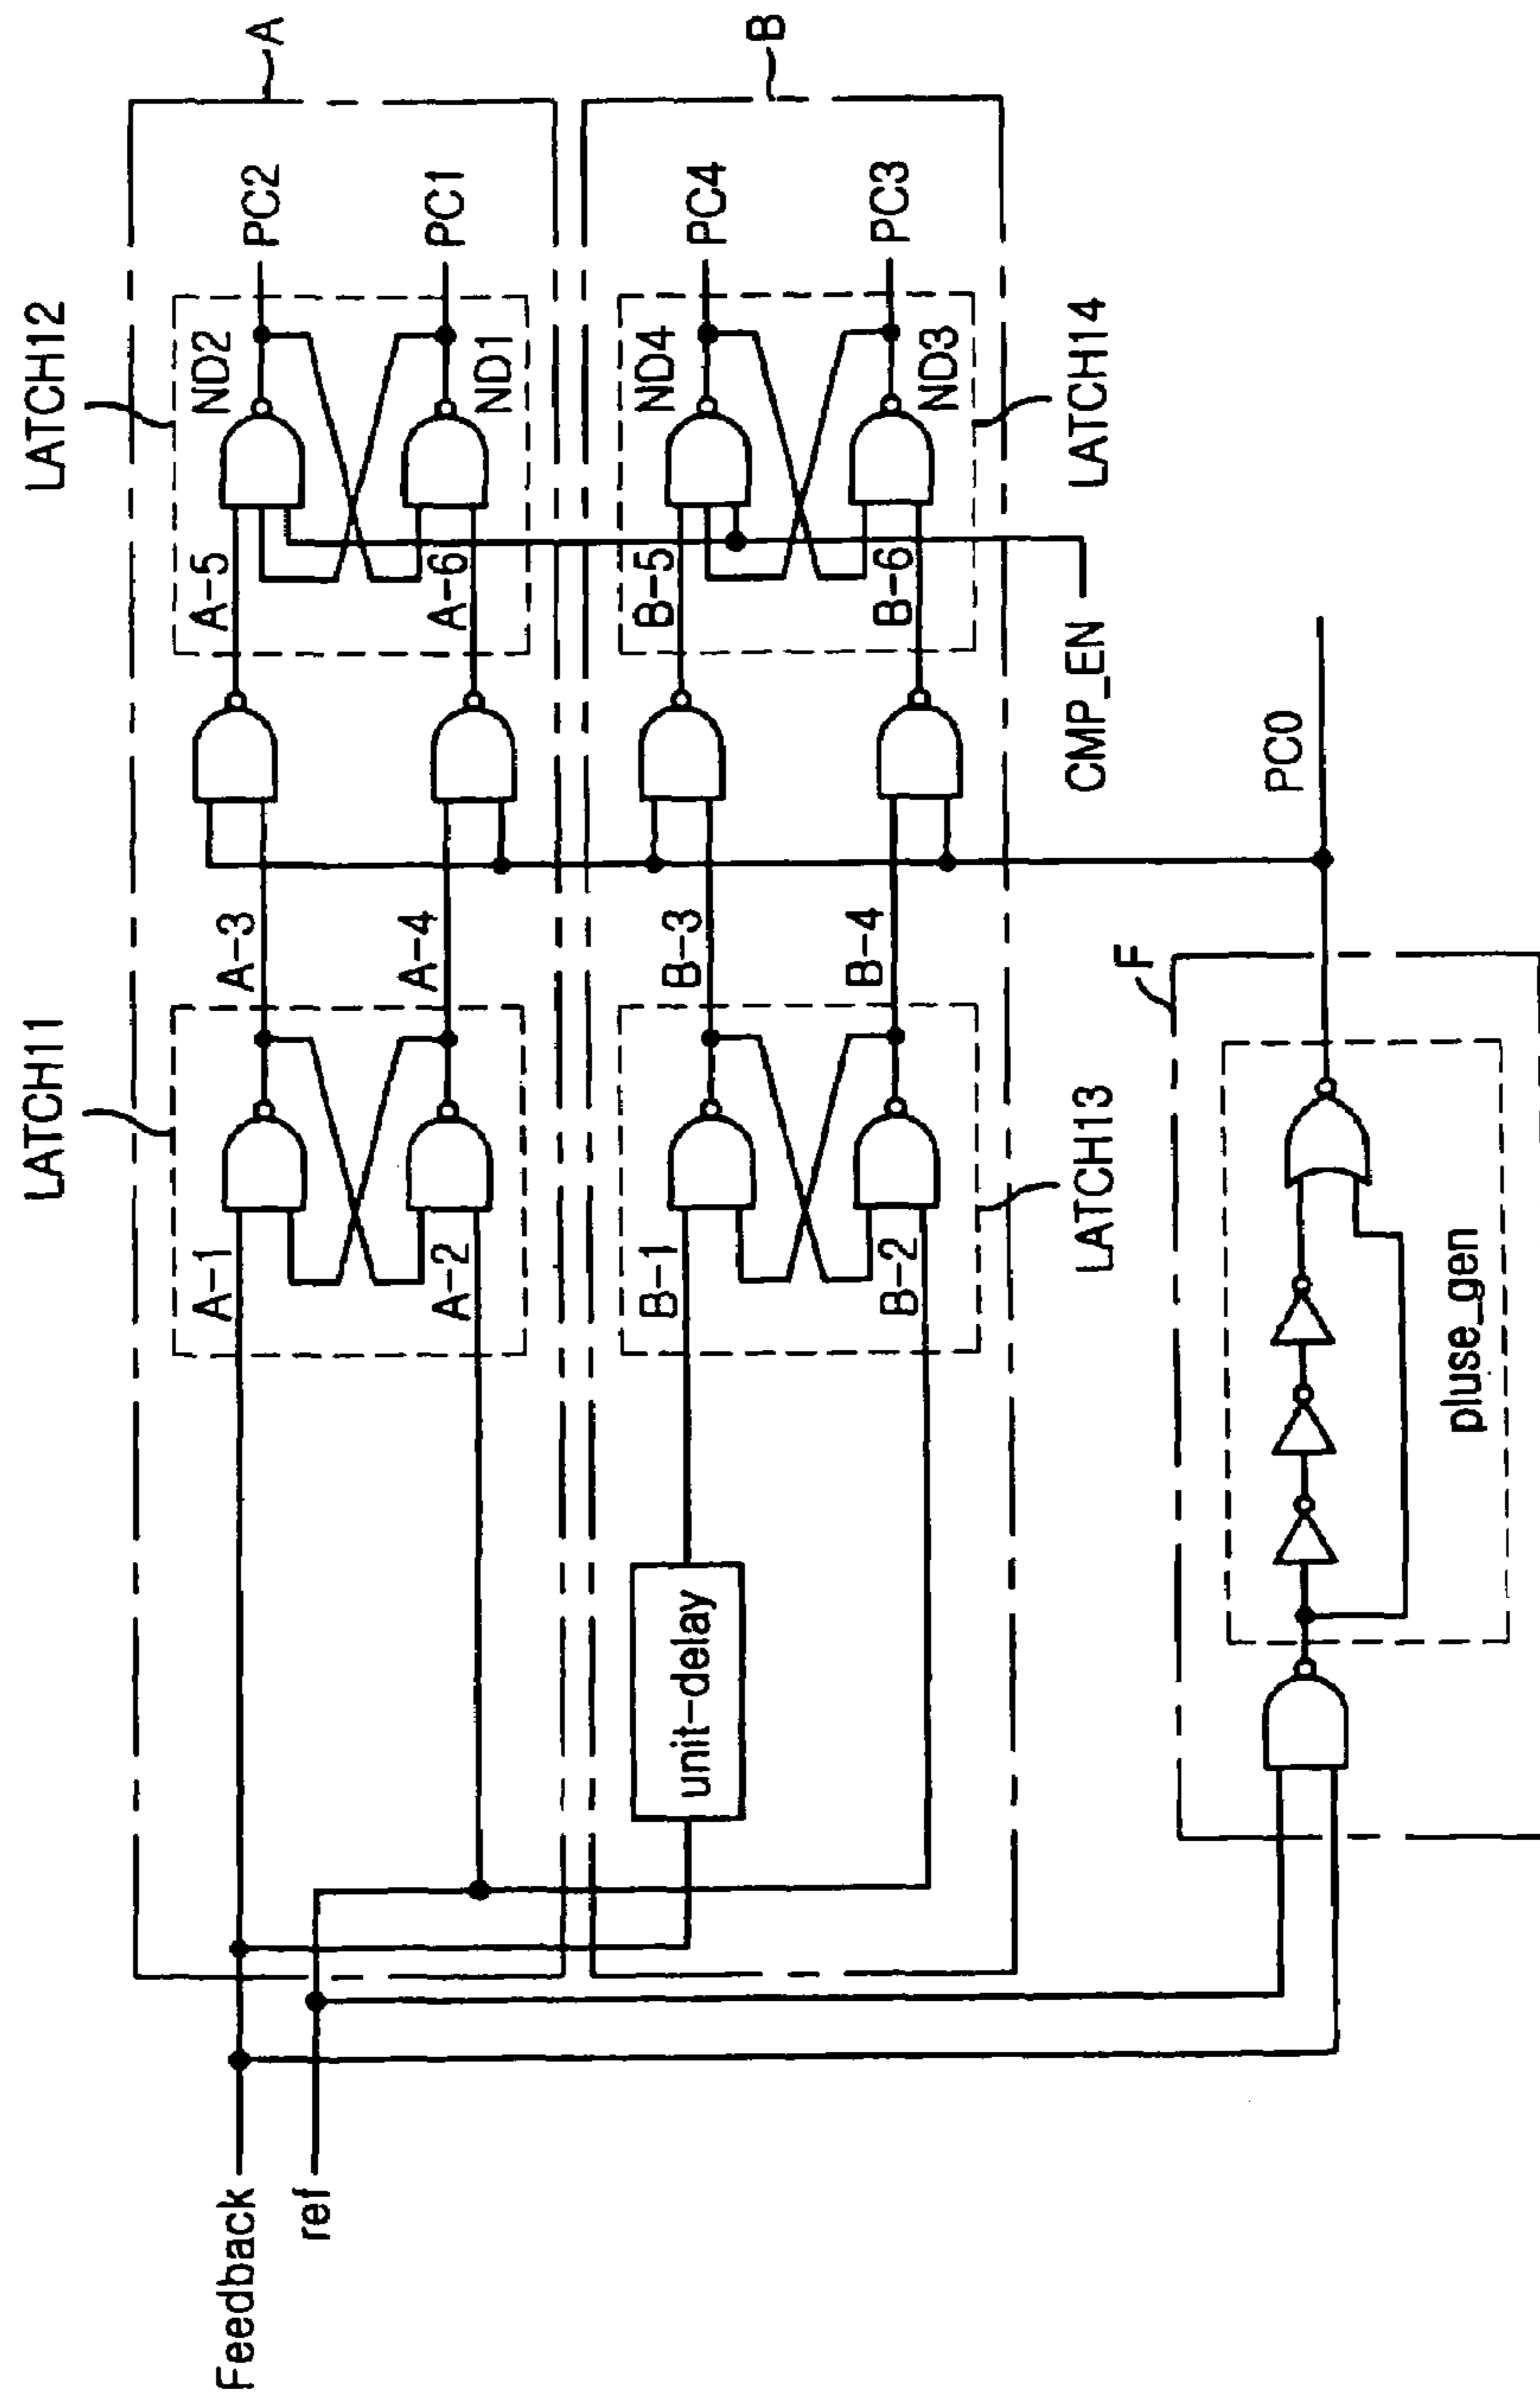 LATCH11
LATCH12
A
A-1
A-2
A-3
A-4
A-5
A-6
ND2
ND1
PC2
PC1
Feedback
ref
B
unit-delay
B-1
B-2
B-3
B-4
B-5
B-6
ND4
ND3
PC4
PC3
LATCH13
LATCH14
CMP_EN
F
pluse_gen
PC0